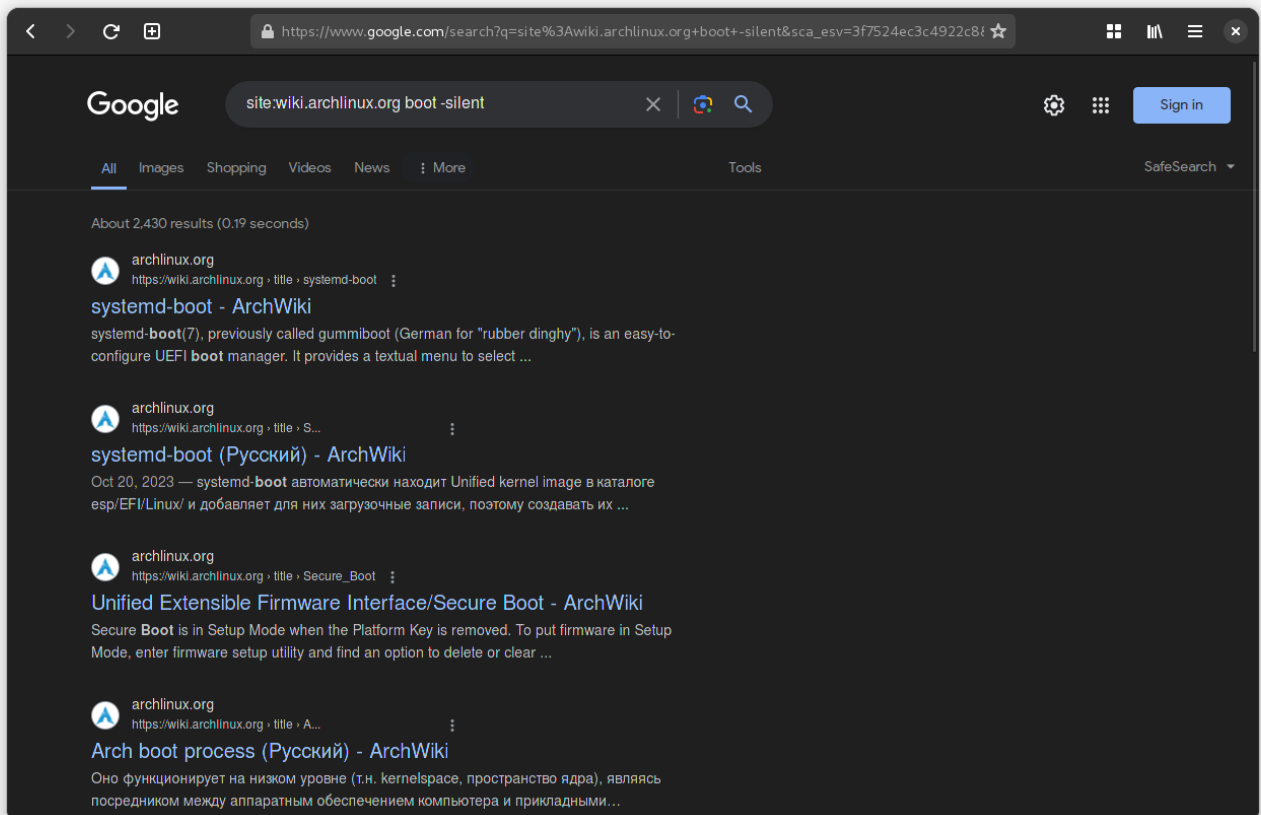 https://www.google.com/search?q=site%3Awiki.archlinux.org+boot+-silent&sca_esv=3f7524ec3c4922c8
Google
site:wiki.archlinux.org boot -silent
Sign in
All Images Shopping Videos News More Tools SafeSearch
About 2,430 results (0.19 seconds)
archlinux.org
https://wiki.archlinux.org › title › systemd-boot
systemd-boot - ArchWiki
systemd-boot(7), previously called gummiboot (German for "rubber dinghy"), is an easy-to-
configure UEFI boot manager. It provides a textual menu to select ...
archlinux.org
https://wiki.archlinux.org › title › S...
systemd-boot (Русский) - ArchWiki
Oct 20, 2023 — systemd-boot автоматически находит Unified kernel image в каталоге
esp/EFI/Linux/ и добавляет для них загрузочные записи, поэтому создавать их ...
archlinux.org
https://wiki.archlinux.org › title › Secure_Boot
Unified Extensible Firmware Interface/Secure Boot - ArchWiki
Secure Boot is in Setup Mode when the Platform Key is removed. To put firmware in Setup
Mode, enter firmware setup utility and find an option to delete or clear ...
archlinux.org
https://wiki.archlinux.org › title › A...
Arch boot process (Русский) - ArchWiki
Оно функционирует на низком уровне (т.н. kernelspace, пространство ядра), являясь
посредником между аппаратным обеспечением компьютера и прикладными...